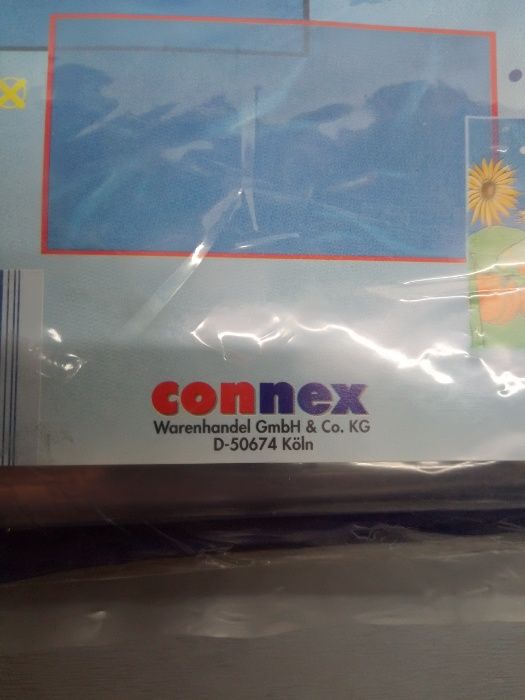 connex
Warenhandel GmbH & Co. KG
D-50674 Köln